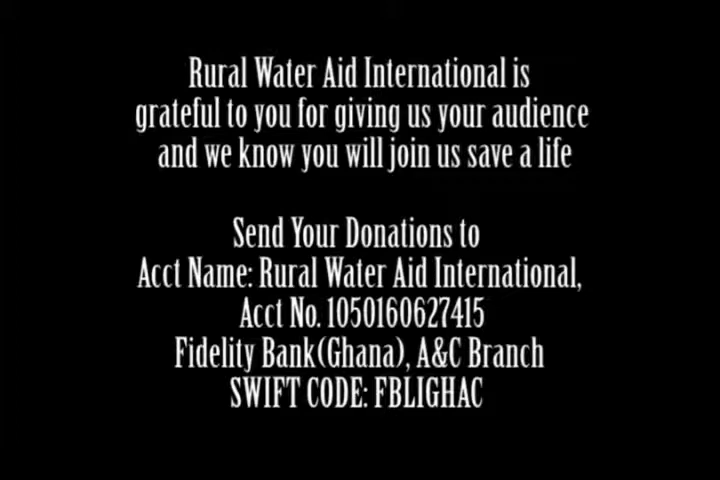 Rural Water Aid International is
grateful to you for giving us your audience
and we know you will join us save a life
Send Your Donations to
Acct Name: Rural Water Aid International,
Acct No. 1050160627415
Fidelity Bank(Ghana), A&C Branch
SWIFT CODE: FBLIGHAC